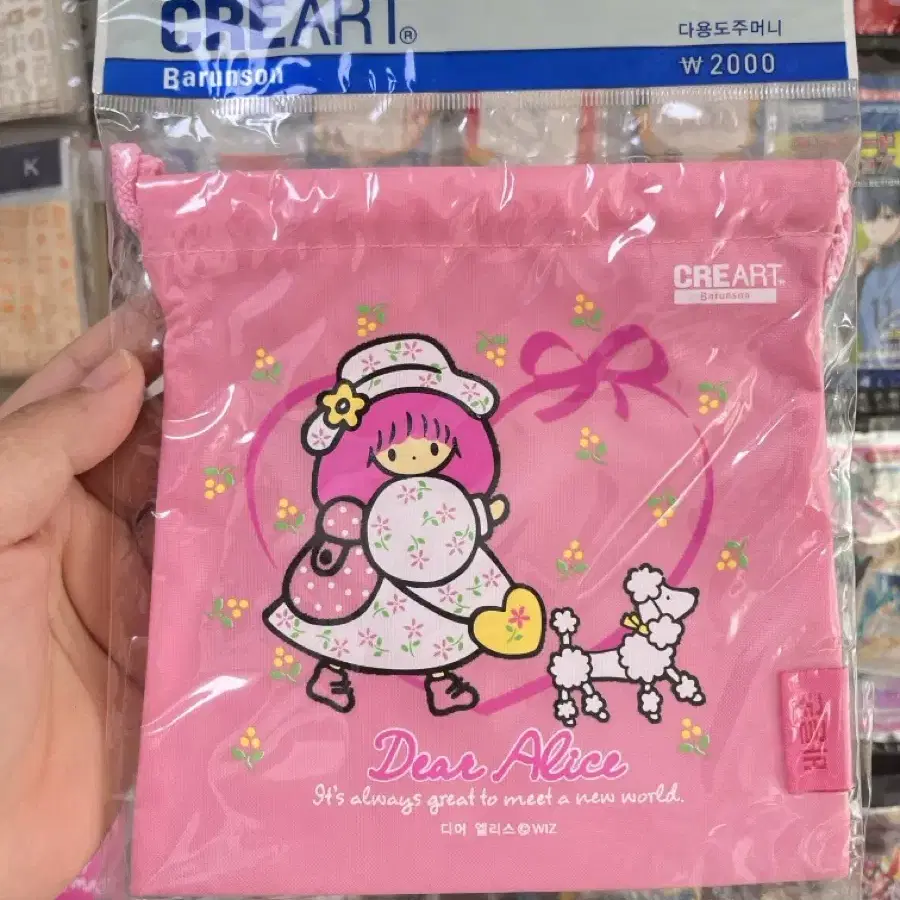 CREART®
다용도주머니
Barunson
₩2000
K
CREART
Barunson
Dear Alice
It's always great to meet a new world.
디어 엘리스 ©WIZ